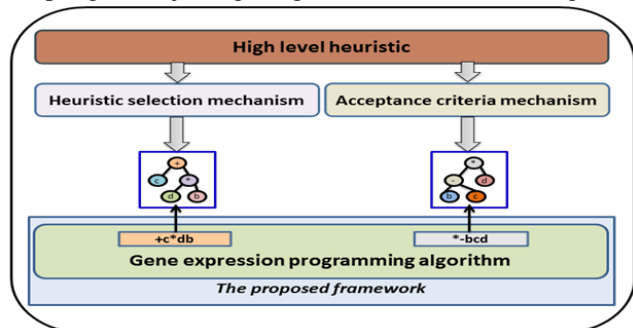 High level heuristic
Heuristic selection mechanism
Acceptance criteria mechanism
+
c
*
d
b
*
-
d
b
c
+c*db
*-bcd
Gene expression programming algorithm
The proposed framework